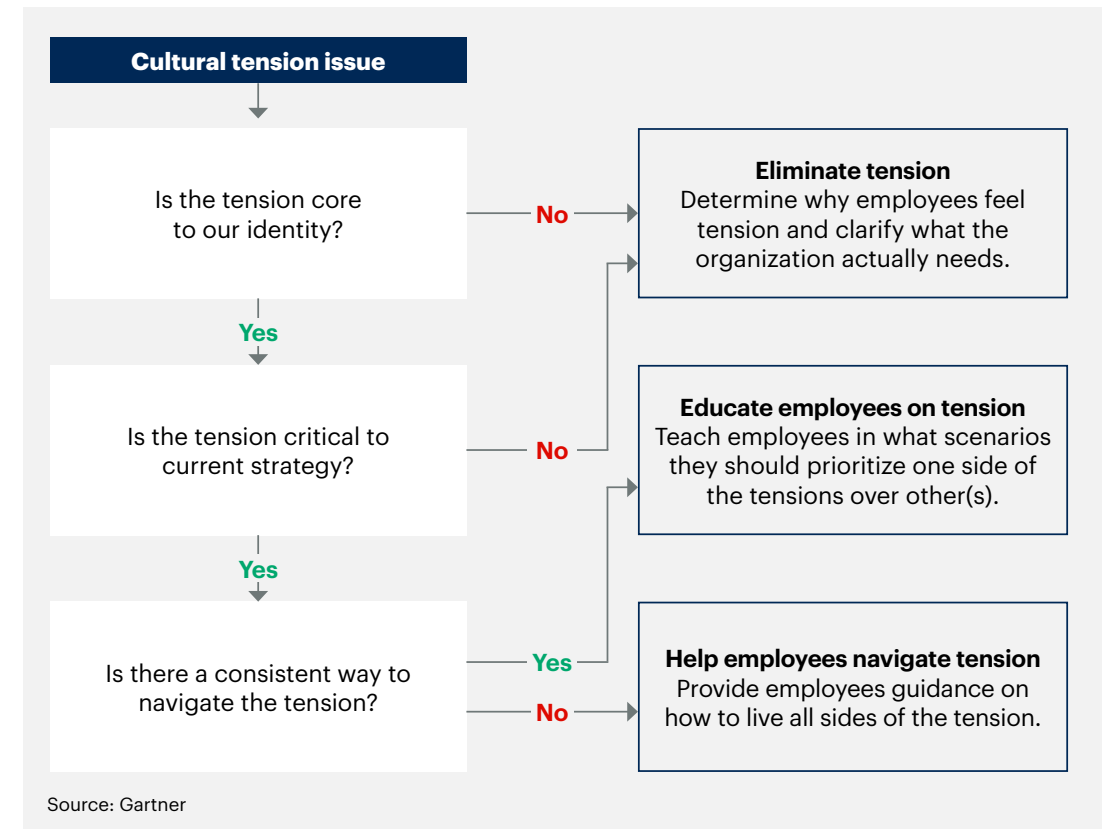 Cultural tension issue
Is the tension core
to our identity?
No
Eliminate tension
Determine why employees feel
tension and clarify what the
organization actually needs.
Yes
Is the tension critical to
current strategy?
No
Educate employees on tension
Teach employees in what scenarios
they should prioritize one side of
the tensions over other(s).
Yes
Is there a consistent way to
navigate the tension?
Yes
No
Help employees navigate tension
Provide employees guidance on
how to live all sides of the tension.
Source: Gartner